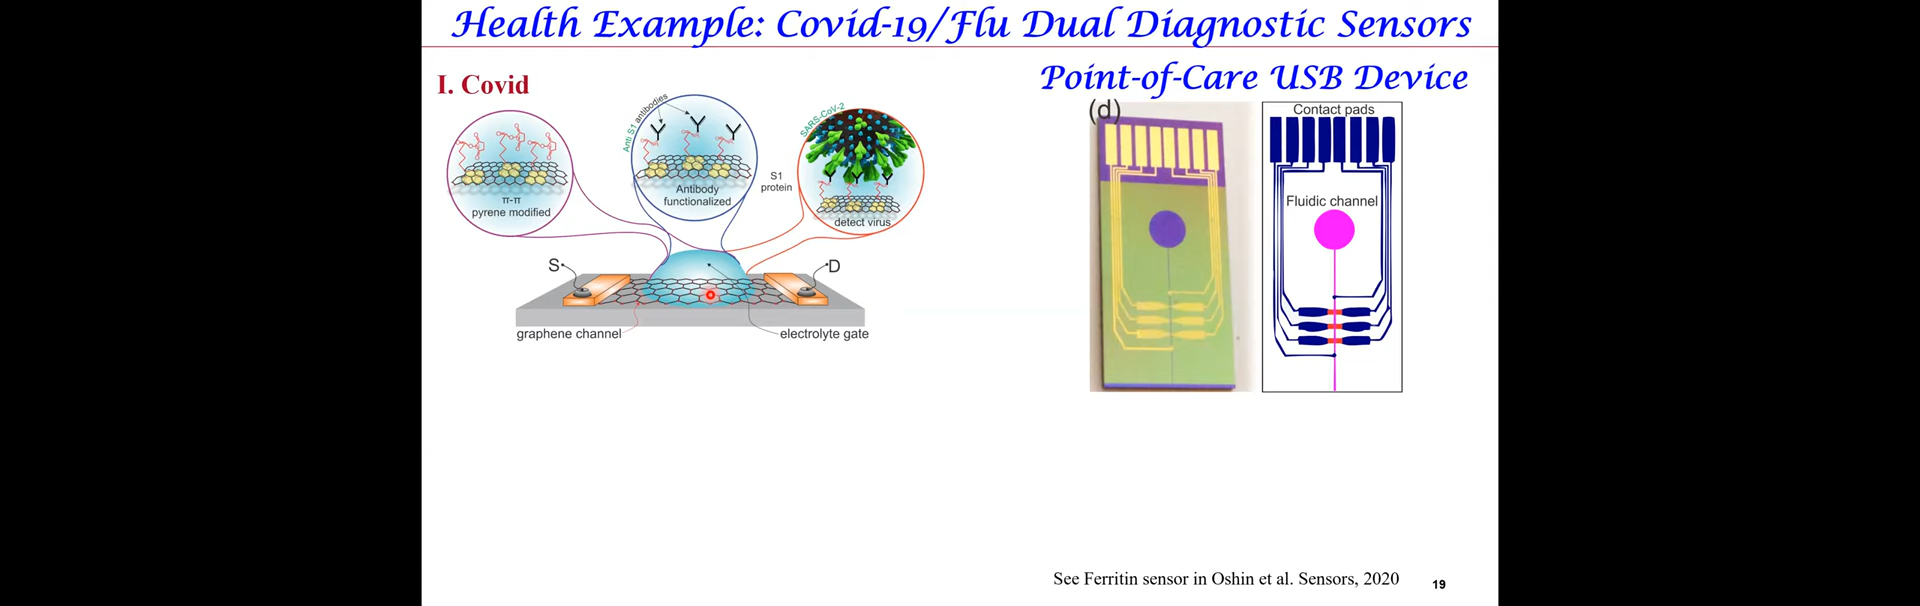 Health Example: Covid-19/Flu Dual Diagnostic Sensors
I. Covid
Point-of-Care USB Device
Anti S1 antibodies
SARS-CoV-2
π-π
pyrene modified
Antibody
functionalized
S1
protein
detect virus
S
D
graphene channel
electrolyte gate
(d)
Contact pads
Fluidic channel
See Ferritin sensor in Oshin et al. Sensors, 2020
19